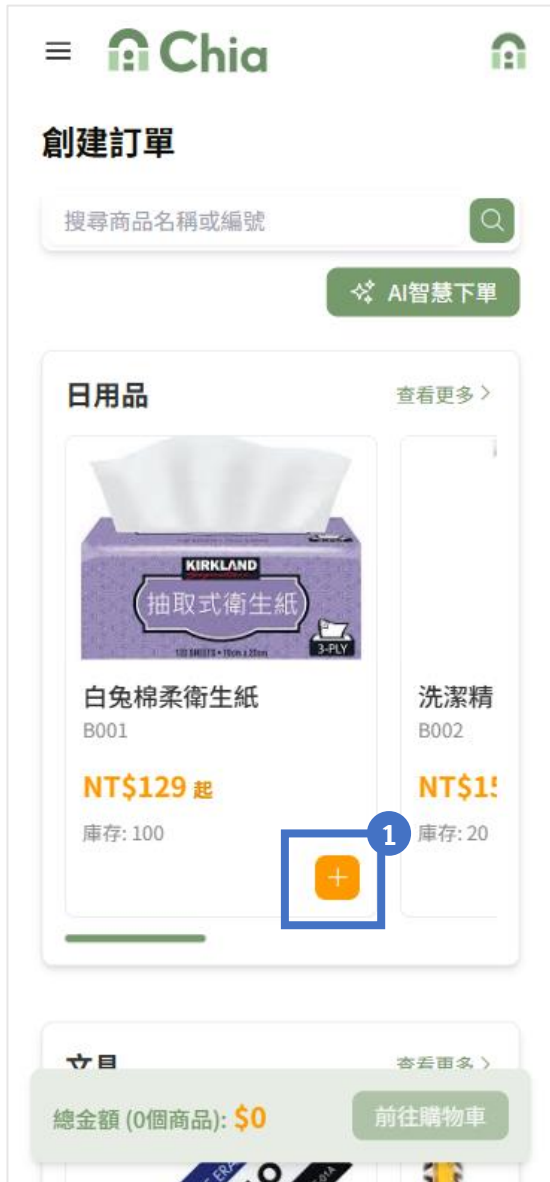 Chia
創建訂單
搜尋商品名稱或編號
AI智慧下單
日用品
查看更多
KIRKLAND
抽取式衛生紙
3-PLY
白兔棉柔衛生紙
B001
NT$129 起
庫存: 100
1
洗潔精
B002
庫存: 20
文具
查看更多
總金額 (0個商品): $0
前往購物車